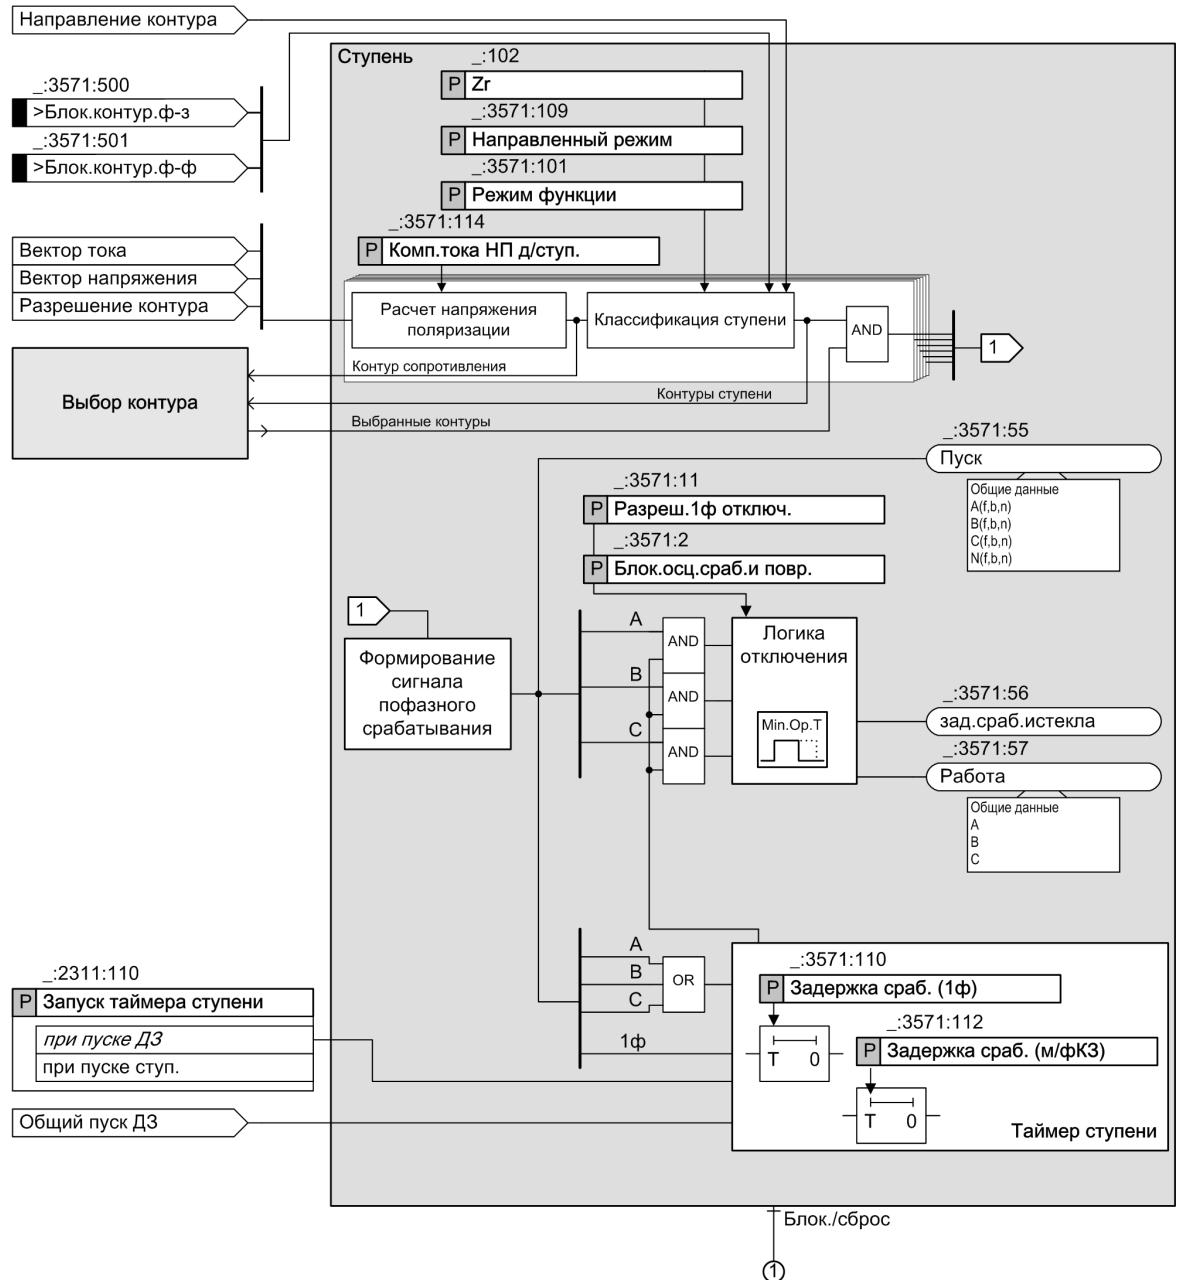 Направление контура
Ступень
_:102
P Zr
_:3571:500
>Блок.контур.ф-з
_:3571:109
P Направленный режим
_:3571:501
>Блок.контур.ф-ф
_:3571:101
P Режим функции
_:3571:114
P Комп.тока НП д/ступ.
Вектор тока
Вектор напряжения
Разрешение контура
Расчет напряжения
поляризации
Классификация ступени
AND
1
Контур сопротивления
Контуры ступени
Выбор контура
Выбранные контуры
_:3571:55
Пуск
Общие данные
A(f,b,n)
B(f,b,n)
C(f,b,n)
N(f,b,n)
_:3571:11
P Разреш.1ф отключ.
_:3571:2
P Блок.осц.сраб.и повр.
1
Формирование
сигнала
пофазного
срабатывания
A
B
C
AND
AND
AND
Логика
отключения
Min.Op.T
_:3571:56
зад.сраб.истекла
_:3571:57
Работа
Общие данные
A
B
C
A
B
C
OR
1ф
_:2311:110
P Запуск таймера ступени
при пуске ДЗ
при пуске ступ.
Общий пуск ДЗ
_:3571:110
P Задержка сраб. (1ф)
T 0
_:3571:112
P Задержка сраб. (м/фКЗ)
T 0
Таймер ступени
Блок./сброс
1